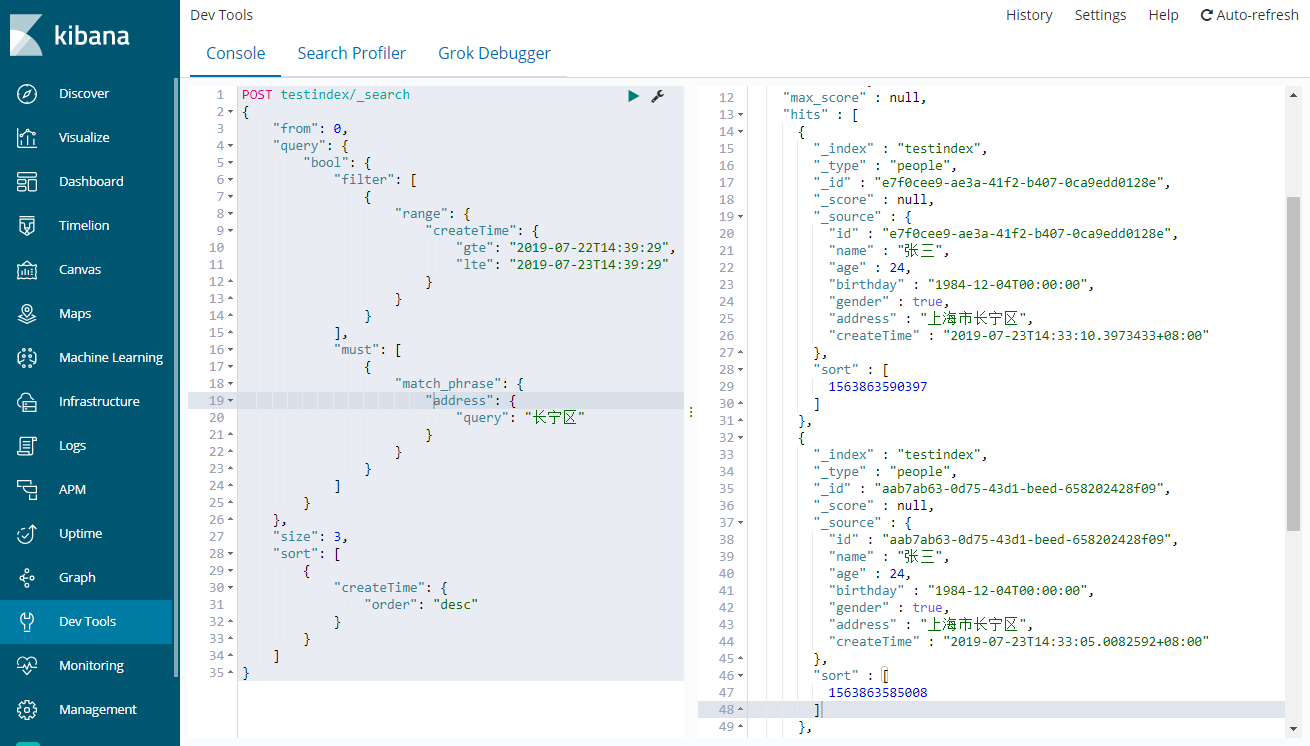 kibana
Discover
Visualize
Dashboard
Timelion
Canvas
Maps
Machine Learning
Infrastructure
Logs
APM
Uptime
Graph
Dev Tools
Monitoring
Management
Dev Tools
History Settings Help Auto-refresh
Console Search Profiler Grok Debugger
1 POST testindex/_search
2 {
3 "from": 0,
4 "query": {
5 "bool": {
6 "filter": [
7 {
8 "range": {
9 "createTime": {
10 "gte": "2019-07-22T14:39:29",
11 "lte": "2019-07-23T14:39:29"
12 }
13 }
14 }
15 ],
16 "must": [
17 {
18 "match_phrase": {
19 "address": {
20 "query": "长宁区"
21 }
22 }
23 }
24 ]
25 }
26 },
27 "size": 3,
28 "sort": [
29 {
30 "createTime": {
31 "order": "desc"
32 }
33 }
34 ]
35 }
12 "max_score" : null,
13 "hits" : [
14 {
15 "_index" : "testindex",
16 "_type" : "people",
17 "_id" : "e7f0cee9-ae3a-41f2-b407-0ca9edd0128e",
18 "_score" : null,
19 "_source" : {
20 "id" : "e7f0cee9-ae3a-41f2-b407-0ca9edd0128e",
21 "name" : "张三",
22 "age" : 24,
23 "birthday" : "1984-12-04T00:00:00",
24 "gender" : true,
25 "address" : "上海市长宁区",
26 "createTime" : "2019-07-23T14:33:10.3973433+08:00"
27 },
28 "sort" : [
29 1563863590397
30 ]
31 },
32 {
33 "_index" : "testindex",
34 "_type" : "people",
35 "_id" : "aab7ab63-0d75-43d1-beed-658202428f09",
36 "_score" : null,
37 "_source" : {
38 "id" : "aab7ab63-0d75-43d1-beed-658202428f09",
39 "name" : "张三",
40 "age" : 24,
41 "birthday" : "1984-12-04T00:00:00",
42 "gender" : true,
43 "address" : "上海市长宁区",
44 "createTime" : "2019-07-23T14:33:05.0082592+08:00"
45 },
46 "sort" : [
47 1563863585008
48 ]
49 },